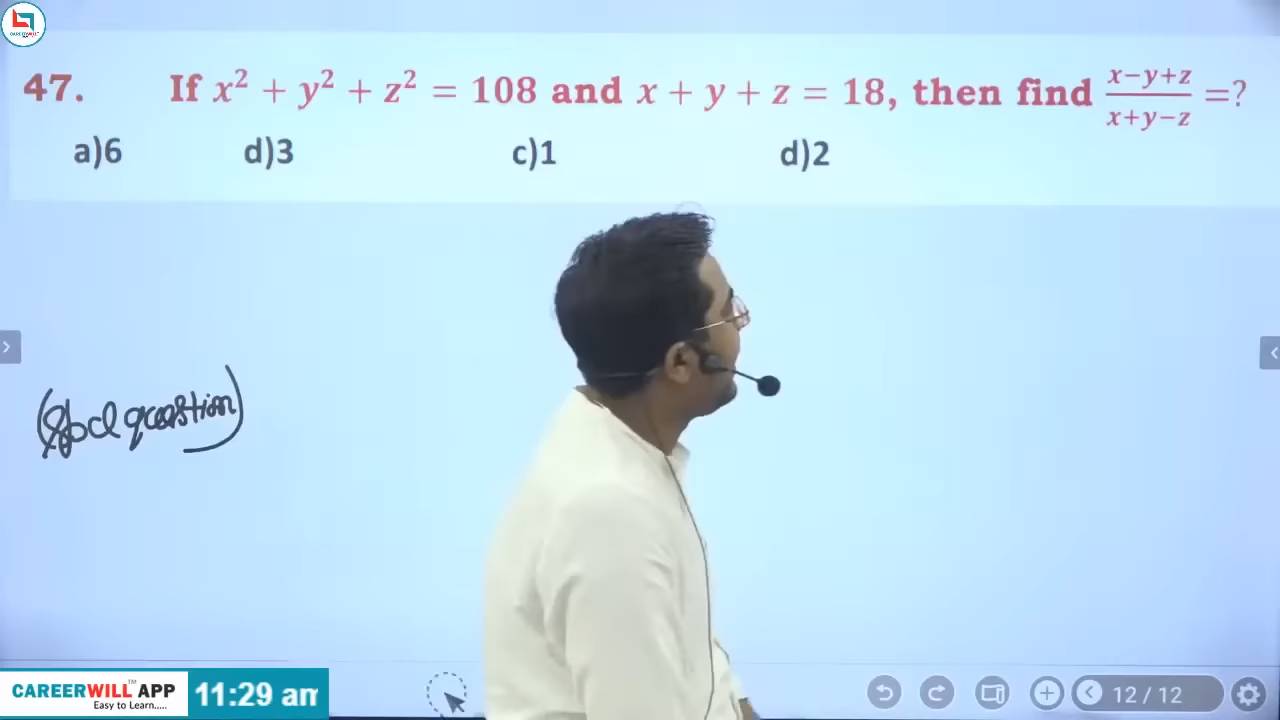 CAREERWILL
47. If x² + y² + z² = 108 and x + y + z = 18, then find (x−y+z)/(x+y−z) =?
a)6 d)3 c)1 d)2
question)
CAREERWILL™ APP
Easy to Learn.....
11:29 am
12 / 12